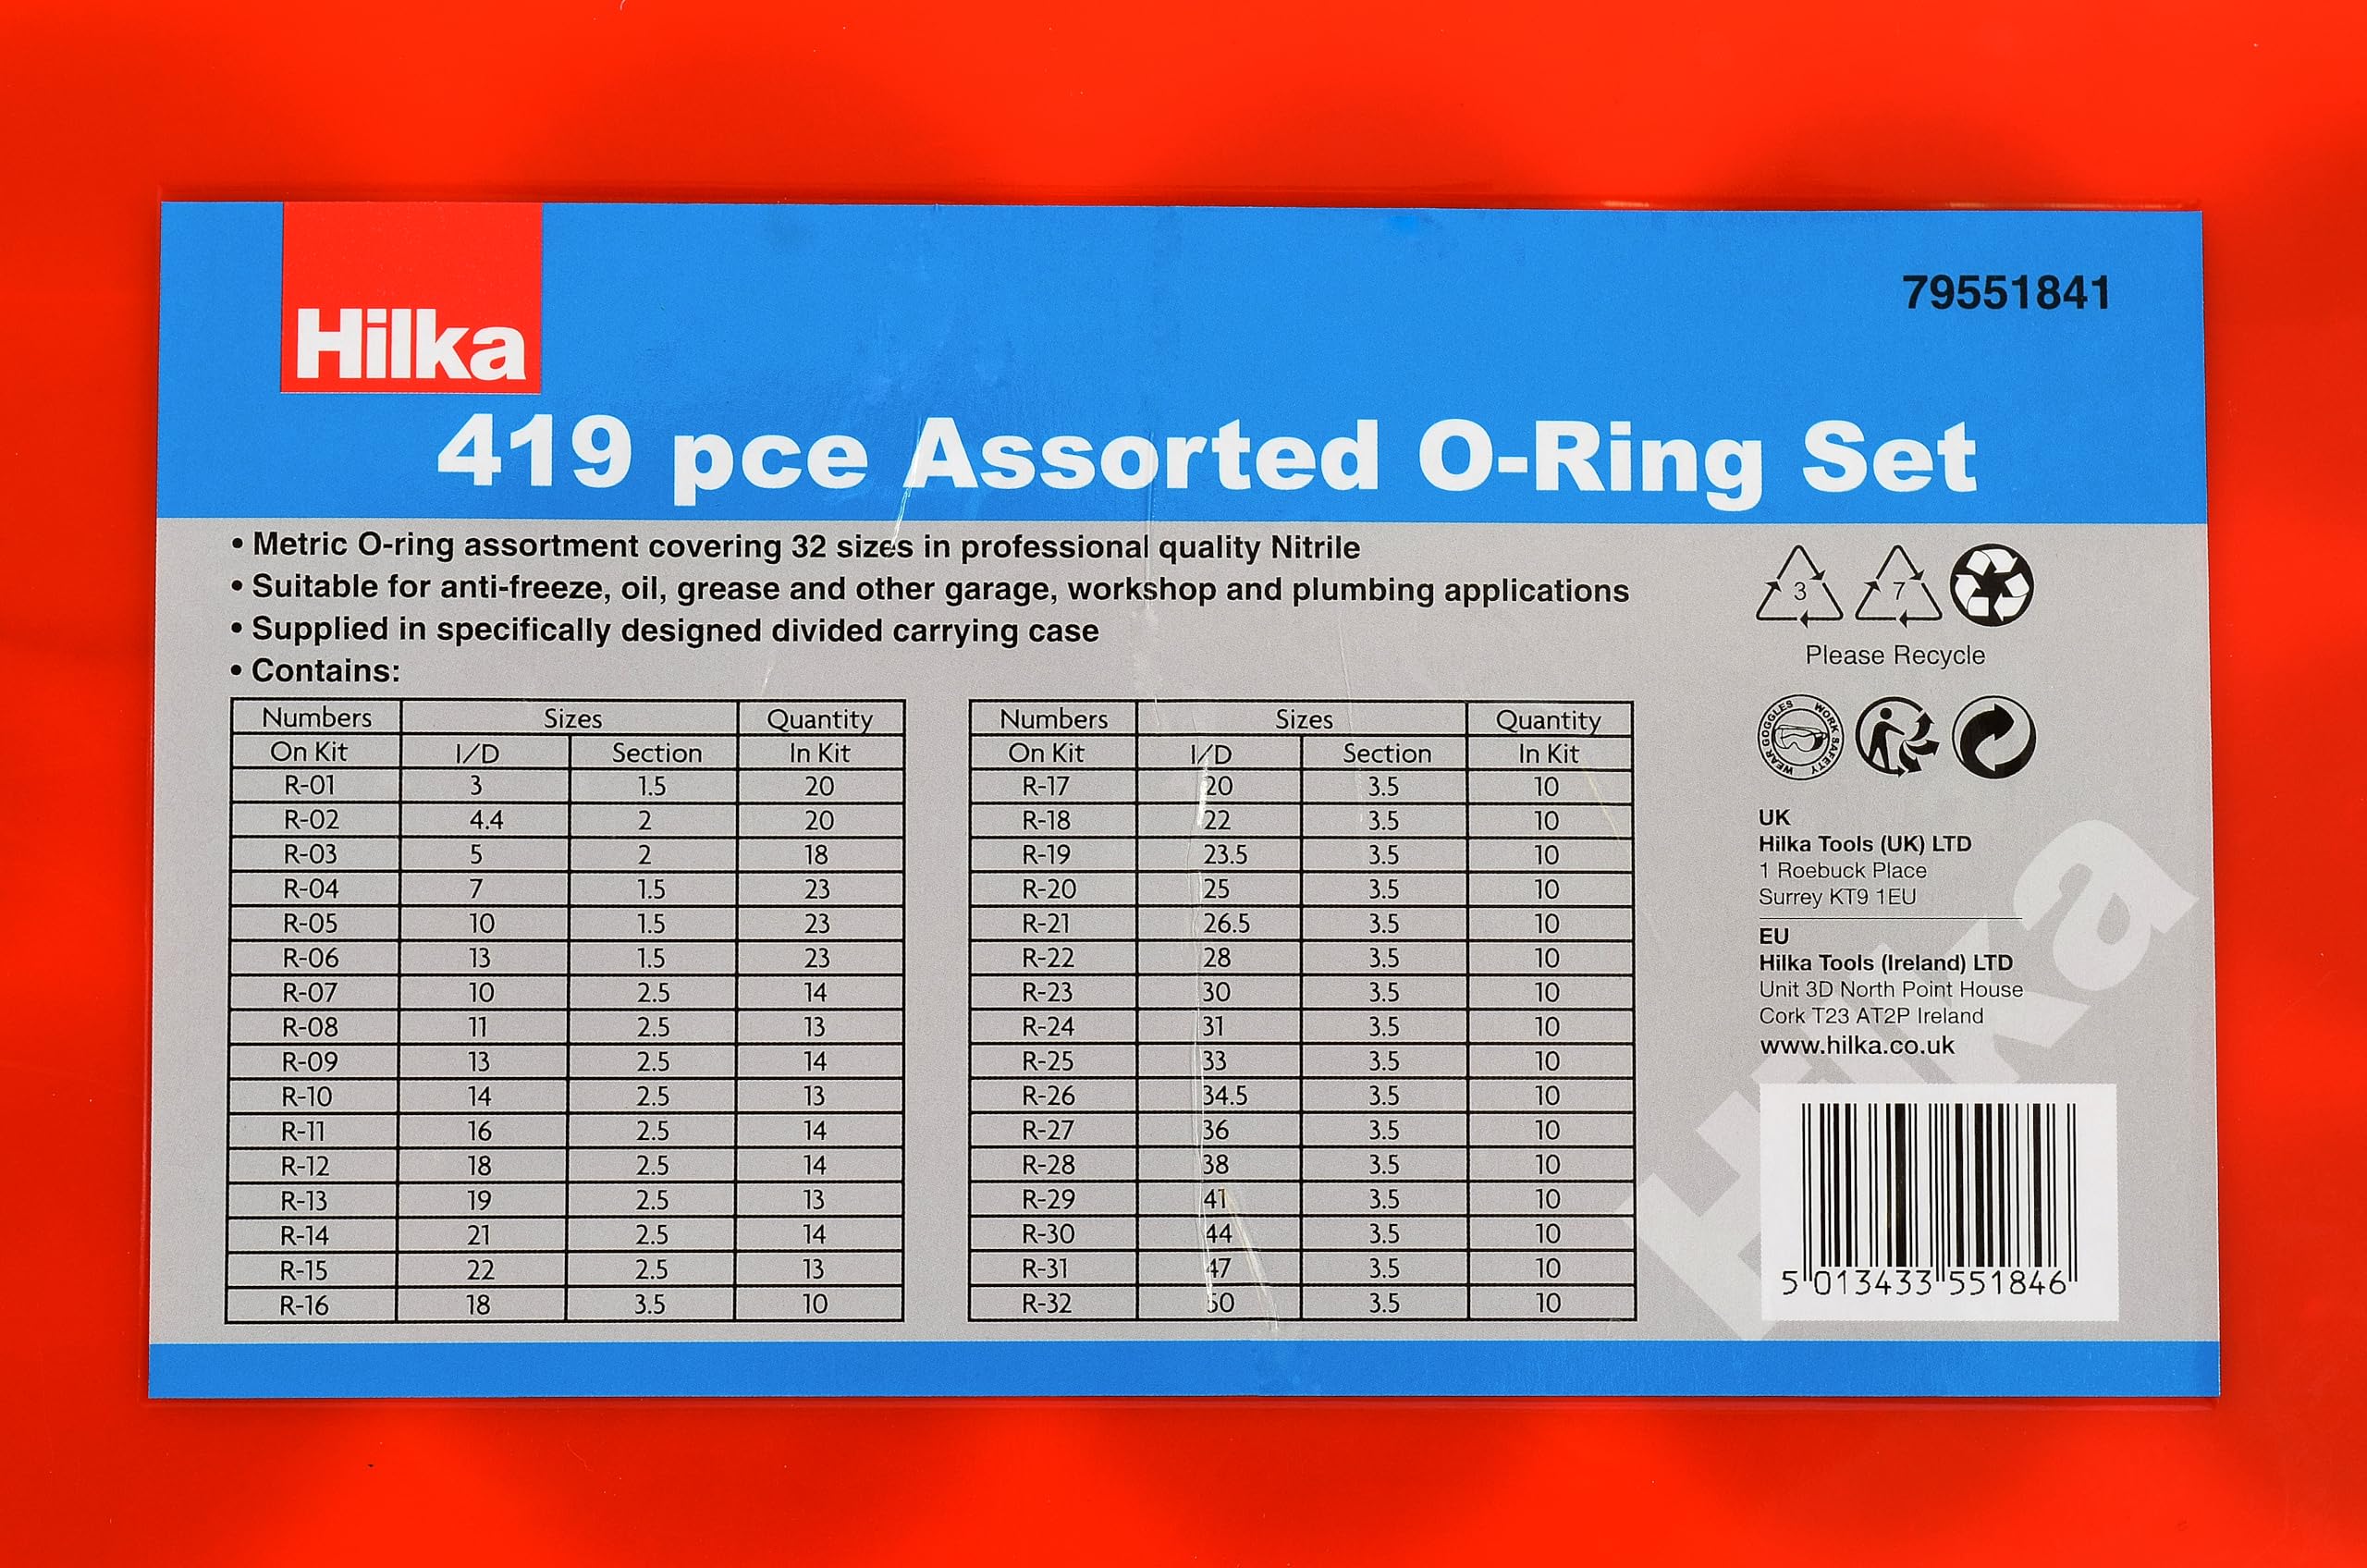 Hilka
79551841
419 pce Assorted O-Ring Set
• Metric O-ring assortment covering 32 sizes in professional quality Nitrile
• Suitable for anti-freeze, oil, grease and other garage, workshop and plumbing applications
• Supplied in specifically designed divided carrying case
• Contains:
Numbers Sizes Quantity
On Kit I/D Section In Kit
R-01 3 1.5 20
R-02 4.4 2 20
R-03 5 2 18
R-04 7 1.5 23
R-05 10 1.5 23
R-06 13 1.5 23
R-07 10 2.5 14
R-08 11 2.5 13
R-09 13 2.5 14
R-10 14 2.5 13
R-11 16 2.5 14
R-12 18 2.5 14
R-13 19 2.5 13
R-14 21 2.5 14
R-15 22 2.5 13
R-16 18 3.5 10
Numbers Sizes Quantity
On Kit I/D Section In Kit
R-17 20 3.5 10
R-18 22 3.5 10
R-19 23.5 3.5 10
R-20 25 3.5 10
R-21 26.5 3.5 10
R-22 28 3.5 10
R-23 30 3.5 10
R-24 31 3.5 10
R-25 33 3.5 10
R-26 34.5 3.5 10
R-27 36 3.5 10
R-28 38 3.5 10
R-29 41 3.5 10
R-30 44 3.5 10
R-31 47 3.5 10
R-32 50 3.5 10
3 7
Please Recycle
WEAR GOGGLES WORK SAFETY
UK
Hilka Tools (UK) LTD
1 Roebuck Place
Surrey KT9 1EU
EU
Hilka Tools (Ireland) LTD
Unit 3D North Point House
Cork T23 AT2P Ireland
www.hilka.co.uk
Hilka
5 013433 551846